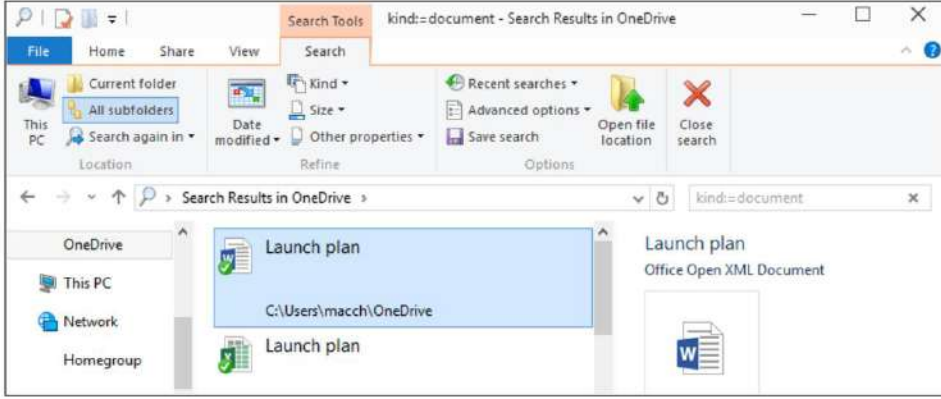 Search Tools
kind:=document - Search Results in OneDrive
File
Home
Share
View
Search
This PC
Current folder
All subfolders
Search again in
Location
Date modified
Kind
Size
Other properties
Refine
Recent searches
Advanced options
Save search
Options
Open file location
Close search
Search Results in OneDrive
kind:=document
OneDrive
This PC
Network
Homegroup
Launch plan
C:\Users\macch\OneDrive
Launch plan
Launch plan
Office Open XML Document
W